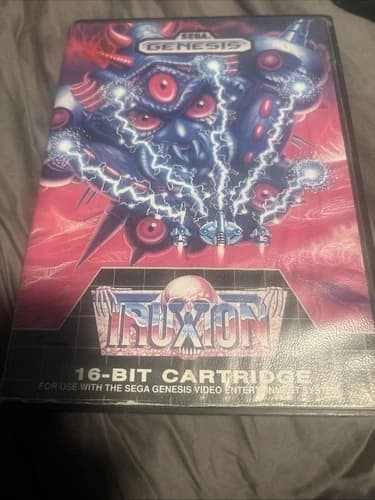 SEGA
GENESIS
TRUXTON
16-BIT CARTRIDGE
FOR USE WITH THE SEGA GENESIS VIDEO ENTERTAINMENT SYSTEM